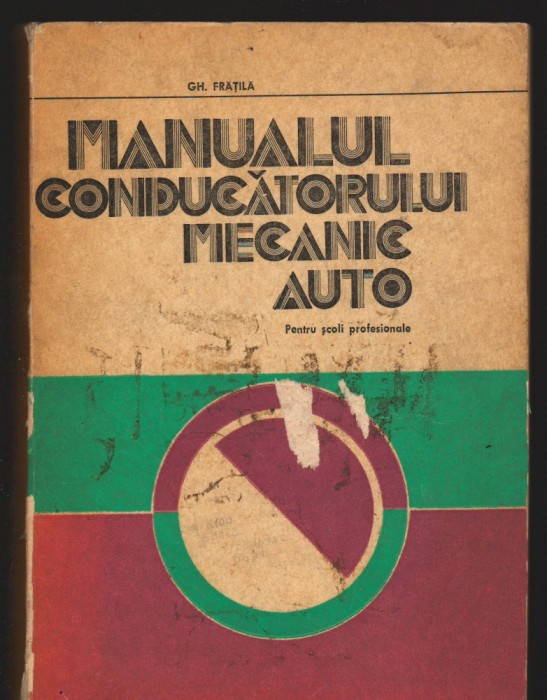 GH. FRĂȚILĂ
MANUALUL
CONDUCĂTORULUI
MECANIC
AUTO
Pentru școli profesionale